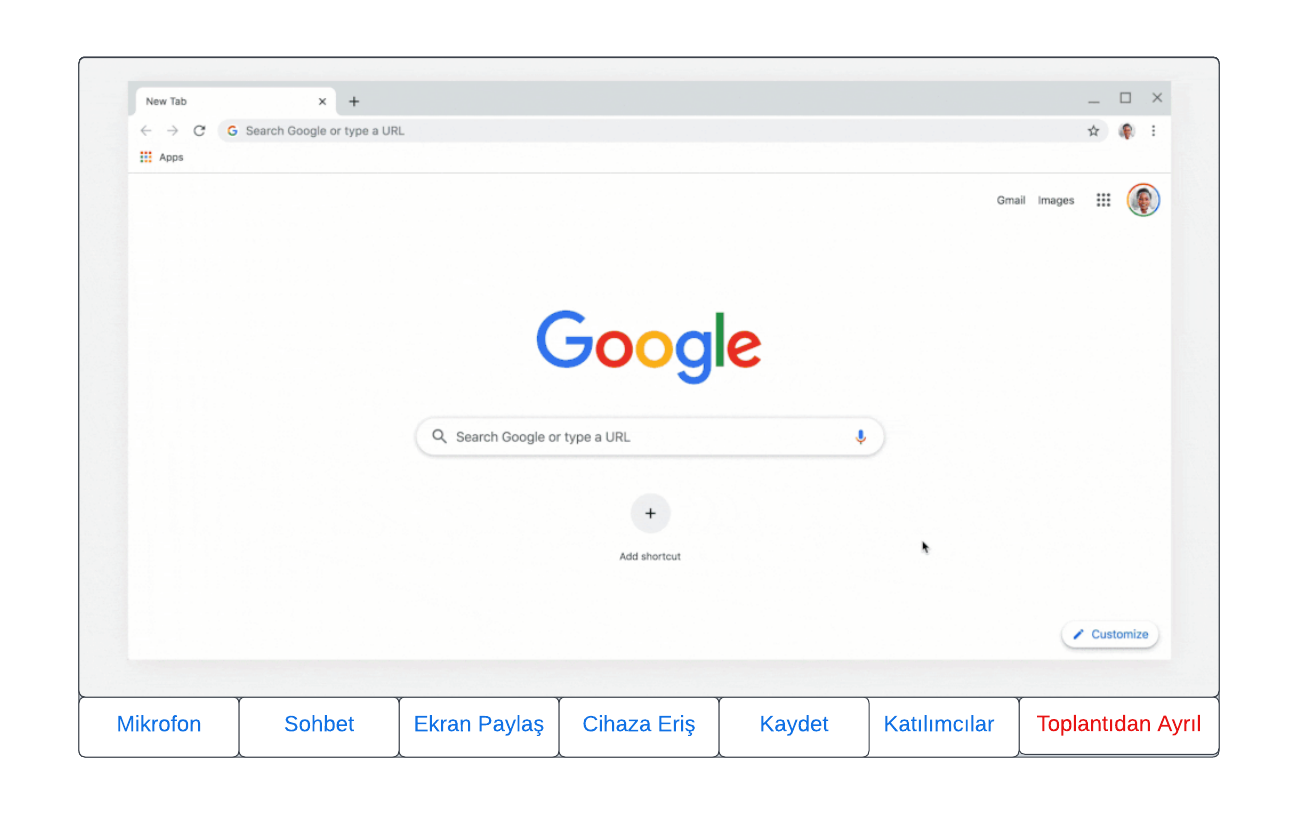 New Tab
Search Google or type a URL
Apps
Gmail Images
Google
Search Google or type a URL
Add shortcut
Customize
Mikrofon Sohbet Ekran Paylaş Cihaza Eriş Kaydet Katılımcılar Toplantıdan Ayrıl